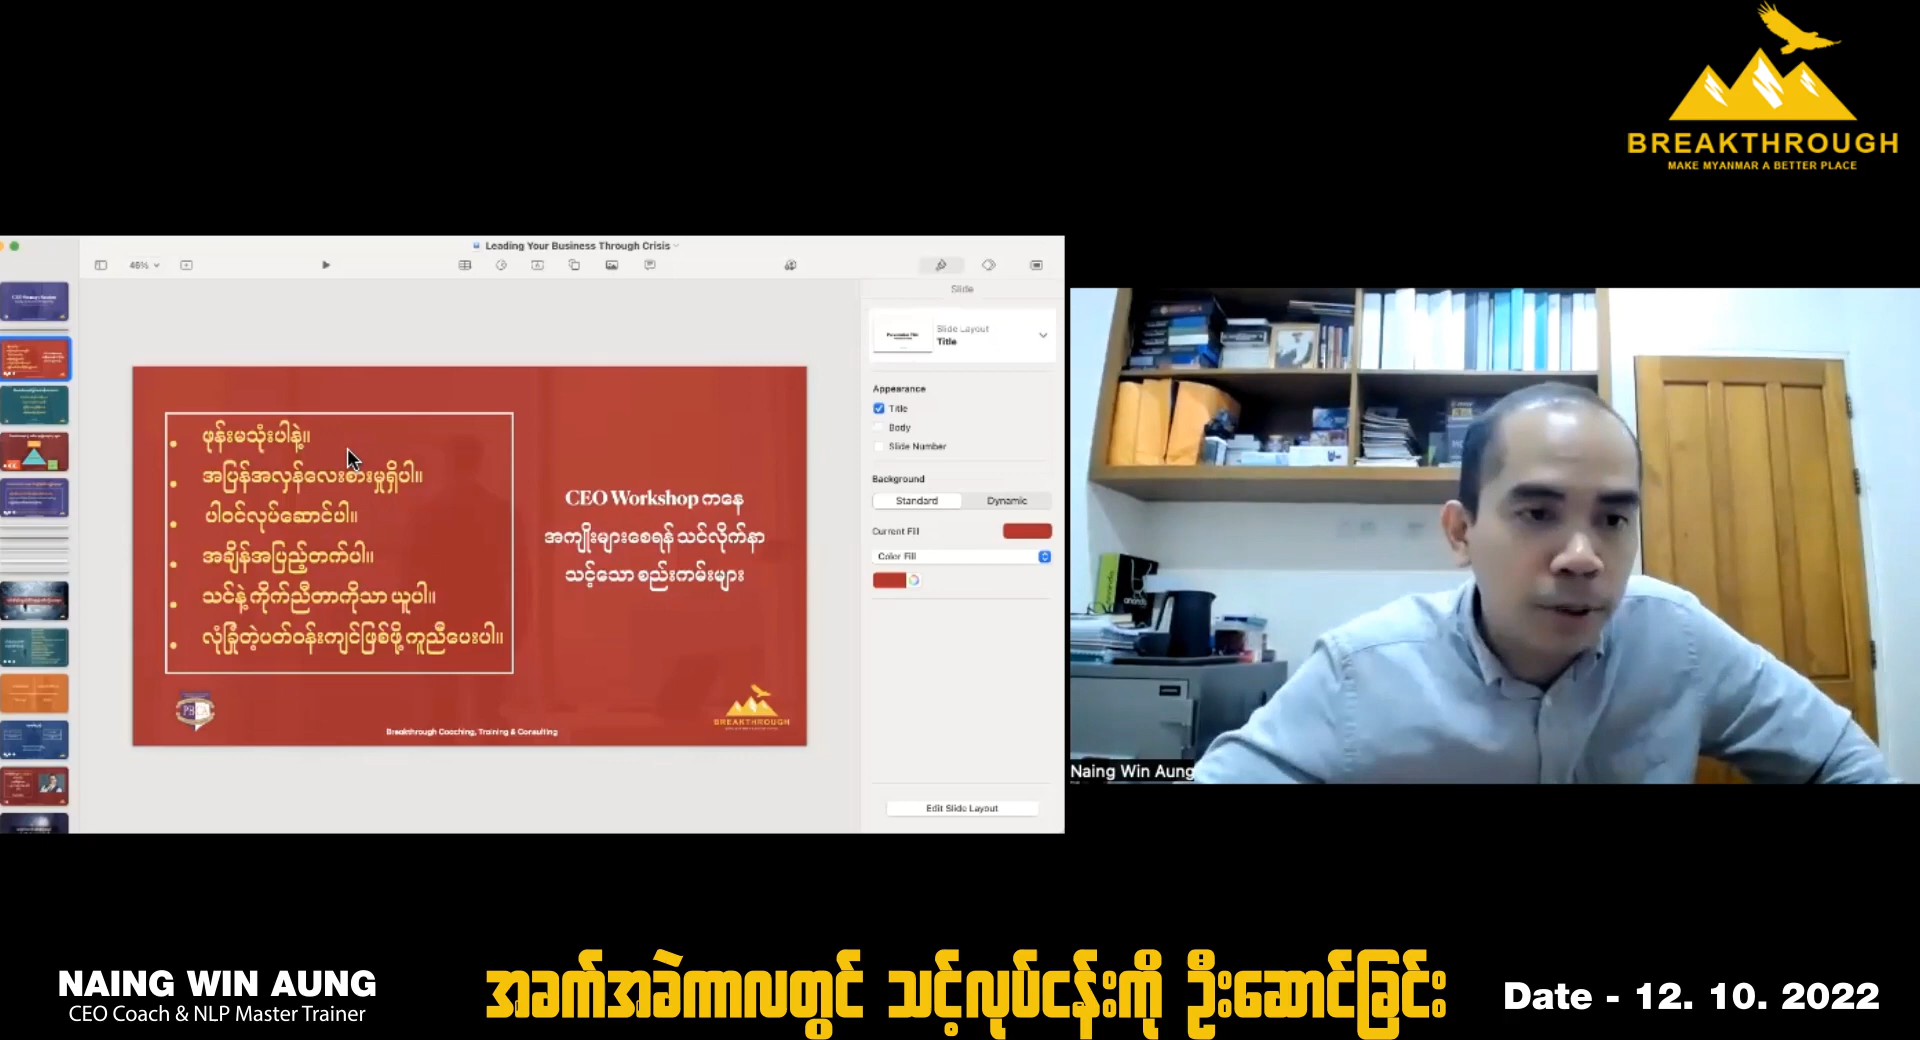 BREAKTHROUGH
MAKE MYANMAR A BETTER PLACE
Leading Your Business Through Crisis
46%
Slide
Slide Layout
Title
Appearance
Title
Body
Slide Number
Background
Standard
Dynamic
Current Fill
Color Fill
Edit Slide Layout
ဖုန်းမသုံးပါနဲ့။
အပြန်အလှန်လေးစားမှုရှိပါ။
ပါဝင်လုပ်ဆောင်ပါ။
အချိန်အပြည့်တက်ပါ။
သင်နဲ့ ကိုက်ညီတာကိုသာ ယူပါ။
လုံခြုံတဲ့ပတ်ဝန်းကျင်ဖြစ်ဖို့ ကူညီပေးပါ။
CEO Workshop ကနေ
အကျိုးများစေရန် သင်လိုက်နာ
သင့်သော စည်းကမ်းများ
BREAKTHROUGH
Breakthrough Coaching, Training & Consulting
Naing Win Aung
NAING WIN AUNG
CEO Coach & NLP Master Trainer
အခက်အခဲကာလတွင် သင့်လုပ်ငန်းကို ဦးဆောင်ခြင်း
Date - 12. 10. 2022